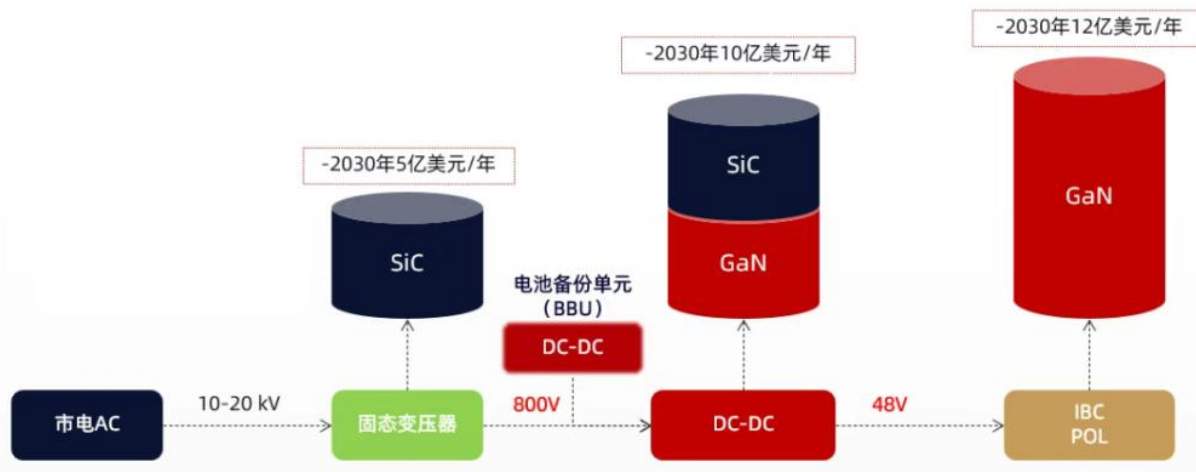 -2030年12亿美元/年
-2030年10亿美元/年
-2030年5亿美元/年
SiC
GaN
SiC
GaN
电池备份单元
（BBU）
DC-DC
市电AC
10-20 kV
固态变压器
800V
DC-DC
48V
IBC
POL